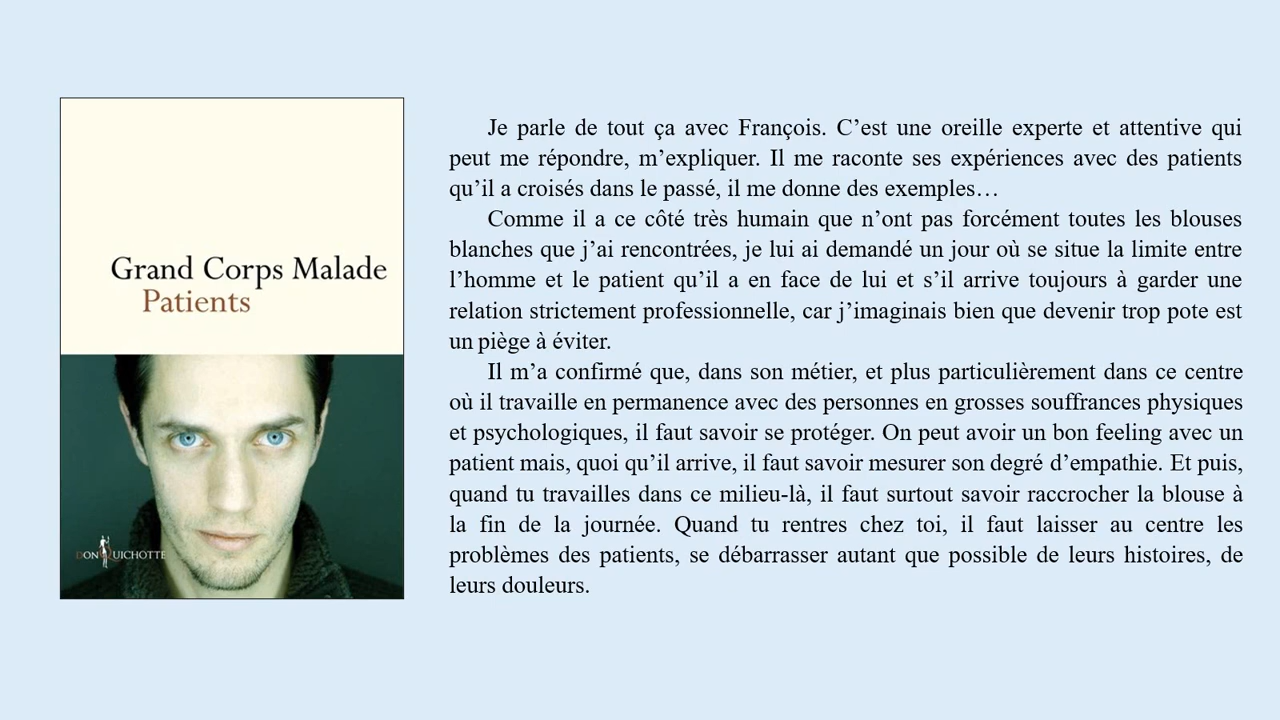 Grand Corps Malade
Patients
DON QUICHOTTE
Je parle de tout ça avec François. C’est une oreille experte et attentive qui
peut me répondre, m’expliquer. Il me raconte ses expériences avec des patients
qu’il a croisés dans le passé, il me donne des exemples…
Comme il a ce côté très humain que n’ont pas forcément toutes les blouses
blanches que j’ai rencontrées, je lui ai demandé un jour où se situe la limite entre
l’homme et le patient qu’il a en face de lui et s’il arrive toujours à garder une
relation strictement professionnelle, car j’imaginais bien que devenir trop pote est
un piège à éviter.
Il m’a confirmé que, dans son métier, et plus particulièrement dans ce centre
où il travaille en permanence avec des personnes en grosses souffrances physiques
et psychologiques, il faut savoir se protéger. On peut avoir un bon feeling avec un
patient mais, quoi qu’il arrive, il faut savoir mesurer son degré d’empathie. Et puis,
quand tu travailles dans ce milieu-là, il faut surtout savoir raccrocher la blouse à
la fin de la journée. Quand tu rentres chez toi, il faut laisser au centre les
problèmes des patients, se débarrasser autant que possible de leurs histoires, de
leurs douleurs.